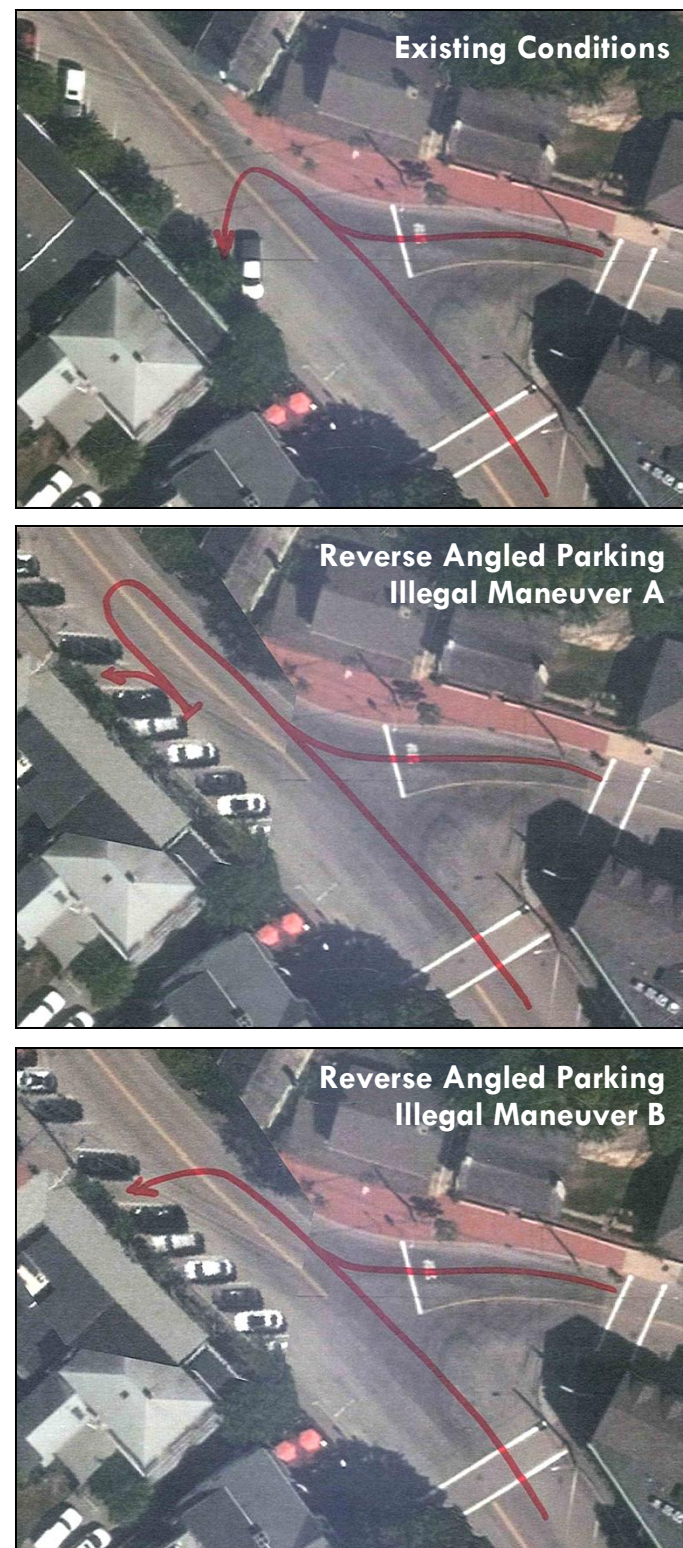 Existing Conditions
Reverse Angled Parking
Illegal Maneuver A
Reverse Angled Parking
Illegal Maneuver B